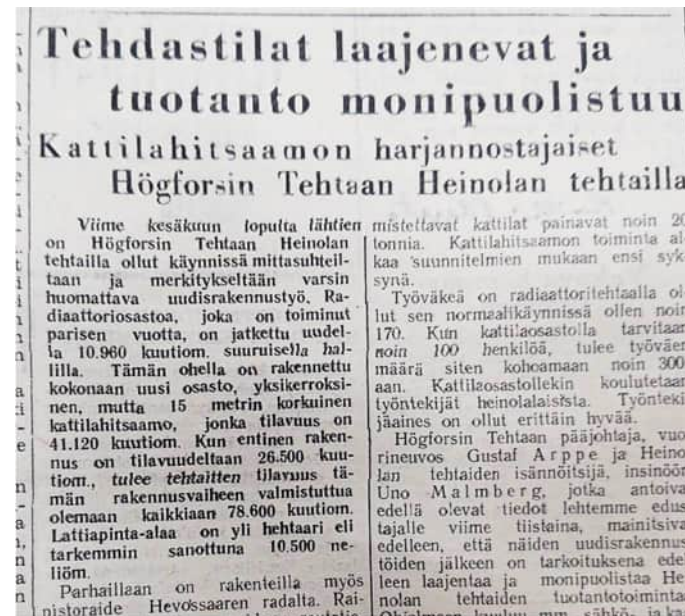 Tehdastilat laajenevat ja
tuotanto monipuolistuu
Kattilahitsaamon harjannostajaiset
Högforsin Tehtaan Heinolan tehtailla
Viime kesäkuun lopulta lähtien
on Högforsin Tehtaan Heinolan
tehtailla ollut käynnissä mittasuhteil-
taan ja merkitykseltään varsin
huomattava uudisrakennustyö. Ra-
diaattoriosastoa, joka on toiminut
parisen vuotta, on jatkettu uudel-
la 10.960 kuutiom. suuruisella hal-
lilla. Tämän ohella on rakennettu
kokonaan uusi osasto, yksikerroksi-
nen, mutta 15 metrin korkuinen
kattilahitsaamo, jonka tilavuus on
41.120 kuutiom. Kun entinen raken-
nus on tilavuudeltaan 26.500 kuu-
tiom., tulee tehtaitten tilavuus tä-
män rakennusvaiheen valmistuttua
olemaan kaikkiaan 78.600 kuutiom.
Lattiapinta-alaa on yli hehtaari eli
tarkemmin sanottuna 10.500 ne-
liöm.
Parhaillaan on rakenteilla myös
pistoraide Hevossaaren radalta. Rai-
mistettavat kattilat painavat noin 20
tonnia. Kattilahitsaamon toiminta al-
kaa suunnitelmien mukaan ensi syk-
synä.
Työväkeä on radiaattoritehtaalla ol-
lut sen normaalikäynnissä ollen noin
170. Kun kattilaosastolla tarvitaan
noin 100 henkilöä, tulee työväen
määrä siten kohoamaan noin 300
aan. Kattilaosastollekin koulutetaan
työntekijät heinolalaisista. Työnteki-
jäaines on ollut erittäin hyvää.
Högforsin Tehtaan pääjohtaja, vuo-
rineuvos Gustaf Arppe ja Heino-
lan tehtaiden isännöitsijä, insinöör
Uno Malmberg, jotka antoiva
edellä olevat tiedot lehtemme edus
tajalle viime tiistaina, mainitsiva
edelleen, että näiden uudisrakennus
töiden jälkeen on tarkoituksena ede
leen laajentaa ja monipuolistaa He
nolan tehtaiden tuotantotoiminta